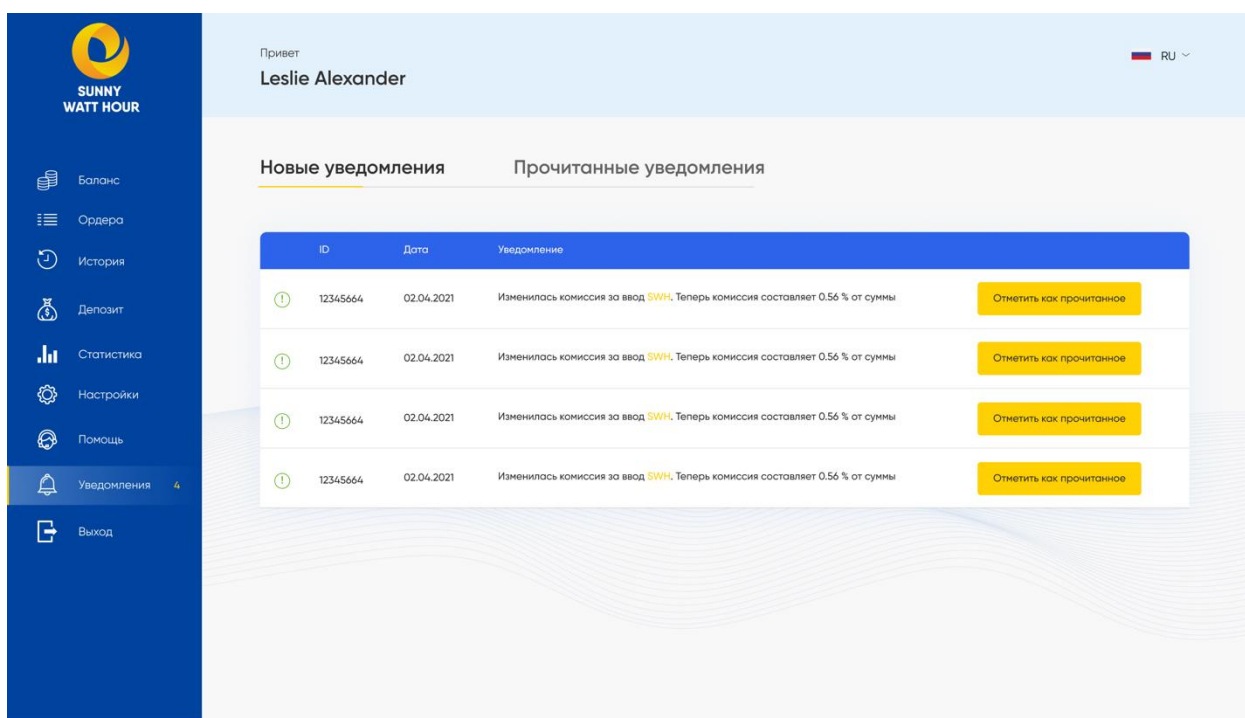 SUNNY
WATT HOUR
Привет
Leslie Alexander
RU
Баланс
Ордера
История
Депозит
Статистика
Настройки
Помощь
Уведомления 4
Выход
Новые уведомления Прочитанные уведомления
ID Дата Уведомление
12345664 02.04.2021 Изменилась комиссия за ввод SWH. Теперь комиссия составляет 0.56 % от суммы Отметить как прочитанное
12345664 02.04.2021 Изменилась комиссия за ввод SWH. Теперь комиссия составляет 0.56 % от суммы Отметить как прочитанное
12345664 02.04.2021 Изменилась комиссия за ввод SWH. Теперь комиссия составляет 0.56 % от суммы Отметить как прочитанное
12345664 02.04.2021 Изменилась комиссия за ввод SWH. Теперь комиссия составляет 0.56 % от суммы Отметить как прочитанное